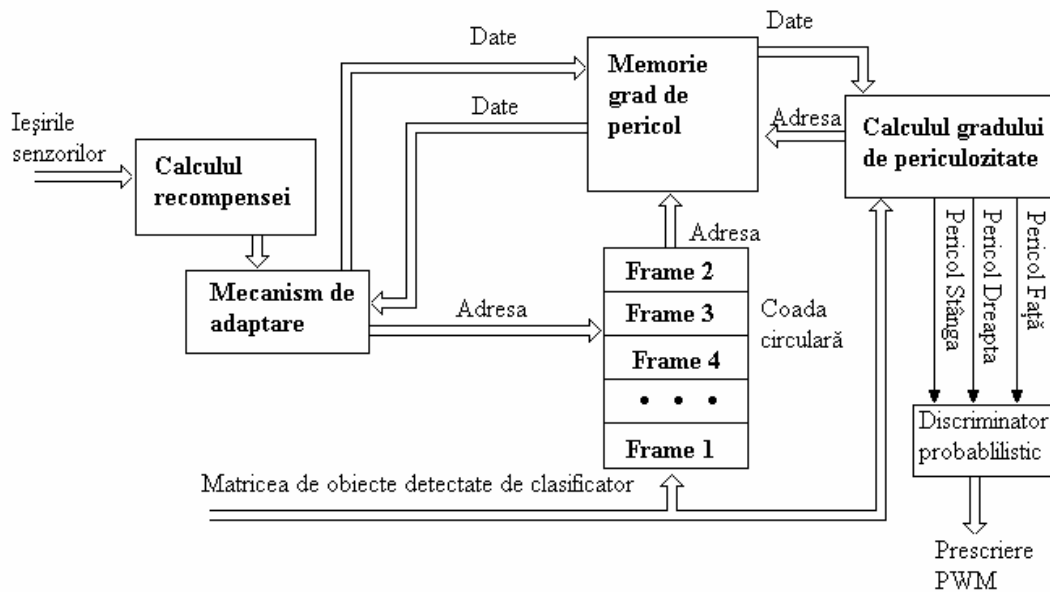 Date
Date
Memorie
grad de
pericol
Date
Ieşirile
senzorilor
Adresa
Calculul gradului
de periculozitate
Calculul
recompensei
Adresa
Mecanism de
adaptare
Adresa
Frame 2
Frame 3
Frame 4
• • •
Frame 1
Coada
circulară
Pericol Stânga
Pericol Dreapta
Pericol Faţă
Discriminator
probablilistic
Matricea de obiecte detectate de clasificator
Prescriere
PWM